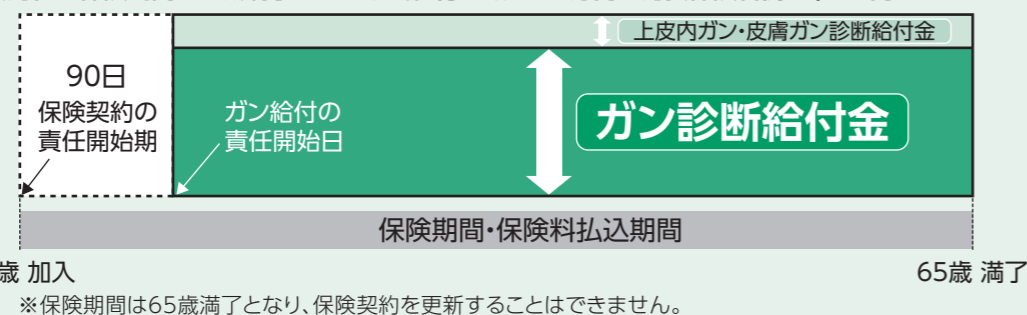 上皮内ガン・皮膚ガン診断給付金
90日
保険契約の
責任開始期
ガン給付の
責任開始日
ガン診断給付金
保険期間・保険料払込期間
歳 加入
65歳 満了
※保険期間は65歳満了となり、保険契約を更新することはできません。